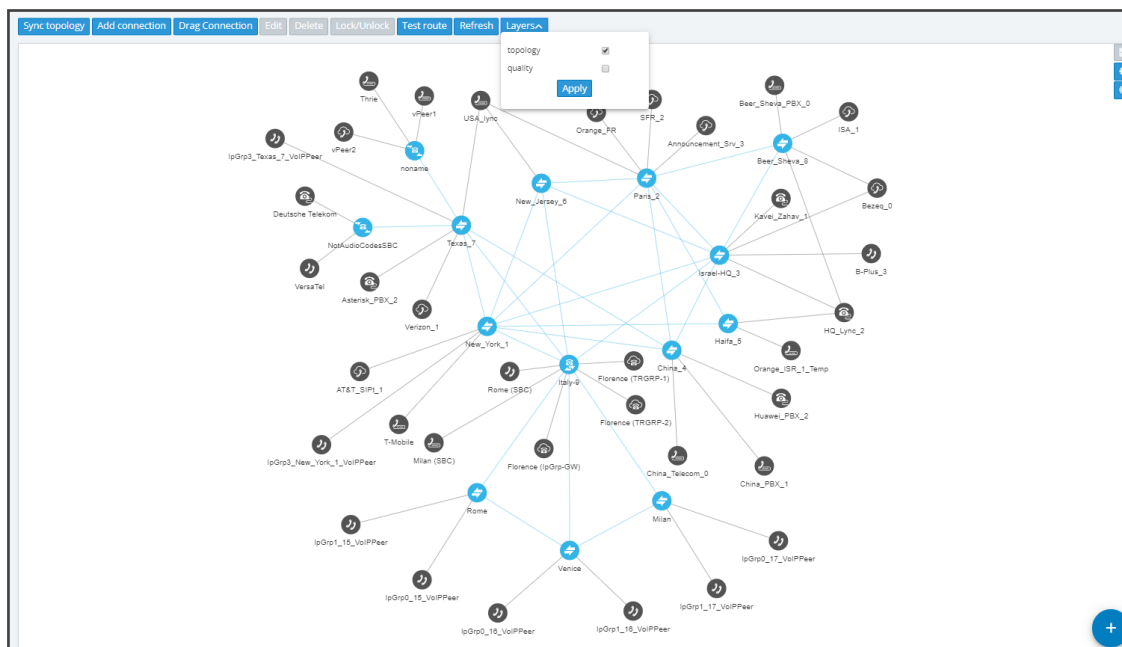 Sync topology Add connection Drag Connection Edit Delete Lock/Unlock Test route Refresh Layers
topology
quality
Apply
Thrie
vPeer1
USA_lync
Orange_FR
SFR_2
Beer_Sheva_PBX_0
ISA_1
vPeer2
IpGrp3_Texas_7_VoIPPeer
noname
Announcement_Srv_3
Beer_Sheva_8
Deutsche Telekom
New_Jersey_6
Paris_2
Kavei_Zahav_1
Bezeq_0
NotAudioCodesSBC
Texas_7
VersaTel
Asterisk_PBX_2
Israel-HQ_3
B-Plus_3
Verizon_1
New_York_1
Haifa_5
HQ_Lync_2
AT&T_SIPt_1
Rome (SBC)
Italy-9
Florence (TRGRP-1)
China_4
Orange_ISR_1_Temp
Florence (TRGRP-2)
Huawei_PBX_2
T-Mobile
IpGrp3_New_York_1_VoIPPeer
Milan (SBC)
Florence (IpGrp-GW)
China_Telecom_0
China_PBX_1
Rome
Milan
IpGrp1_15_VoIPPeer
Venice
IpGrp0_17_VoIPPeer
IpGrp0_15_VoIPPeer
IpGrp1_17_VoIPPeer
IpGrp0_16_VoIPPeer
IpGrp1_16_VoIPPeer